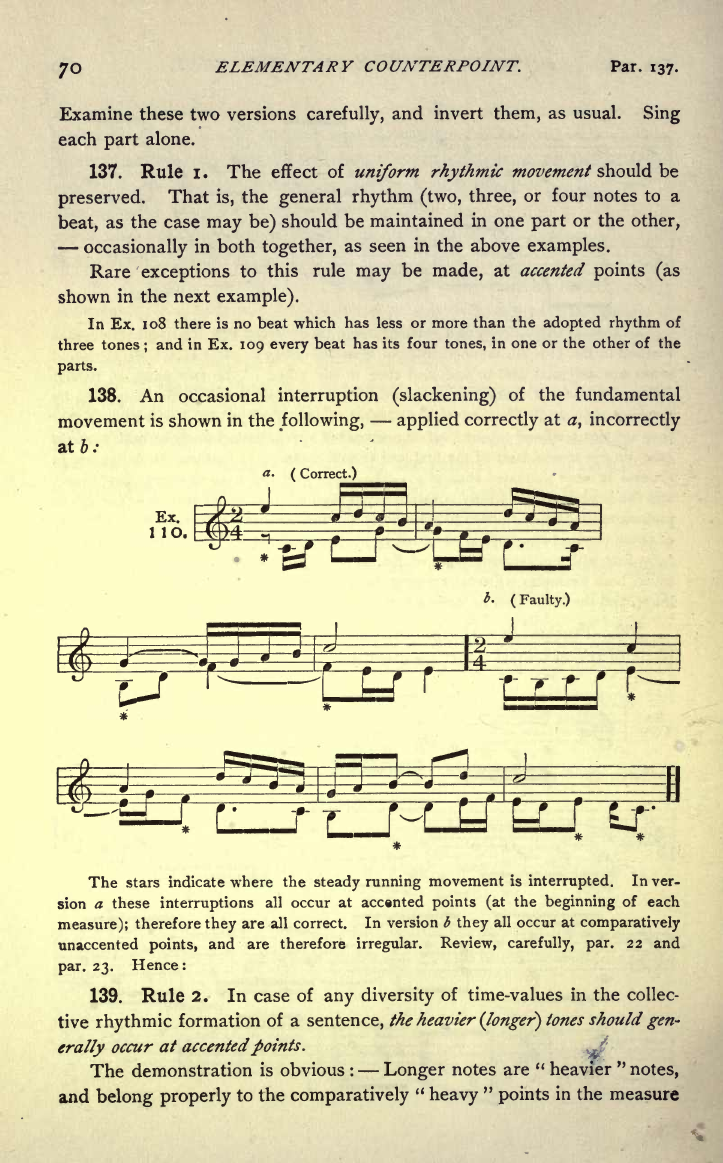 70 ELEMENTARY COUNTERPOINT. Par. 137.
Examine these two versions carefully, and invert them, as usual. Sing
each part alone.
137. Rule 1. The effect of uniform rhythmic movement should be
preserved. That is, the general rhythm (two, three, or four notes to a
beat, as the case may be) should be maintained in one part or the other,
— occasionally in both together, as seen in the above examples.
Rare exceptions to this rule may be made, at accented points (as
shown in the next example).
In Ex. 108 there is no beat which has less or more than the adopted rhythm of
three tones; and in Ex. 109 every beat has its four tones, in one or the other of the
parts.
138. An occasional interruption (slackening) of the fundamental
movement is shown in the following, — applied correctly at a, incorrectly
at b:
a. (Correct.)
Ex.
110.
2
4
*
*
b. (Faulty.)
2
4
*
*
*
*
*
*
*
The stars indicate where the steady running movement is interrupted. In ver-
sion a these interruptions all occur at accented points (at the beginning of each
measure); therefore they are all correct. In version b they all occur at comparatively
unaccented points, and are therefore irregular. Review, carefully, par. 22 and
par. 23. Hence:
139. Rule 2. In case of any diversity of time-values in the collec-
tive rhythmic formation of a sentence, the heavier (longer) tones should gen-
erally occur at accented points.
The demonstration is obvious: — Longer notes are "heavier" notes,
and belong properly to the comparatively "heavy" points in the measure